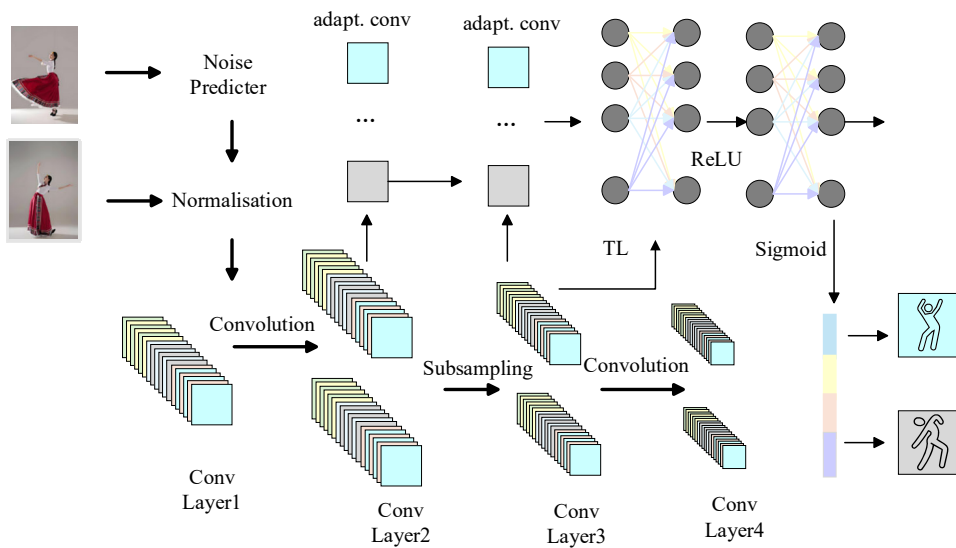 adapt. conv
adapt. conv
Noise
Predicter
...
...
ReLU
Normalisation
TL
Sigmoid
Convolution
Subsampling
Convolution
Conv
Layer1
Conv
Layer2
Conv
Layer3
Conv
Layer4